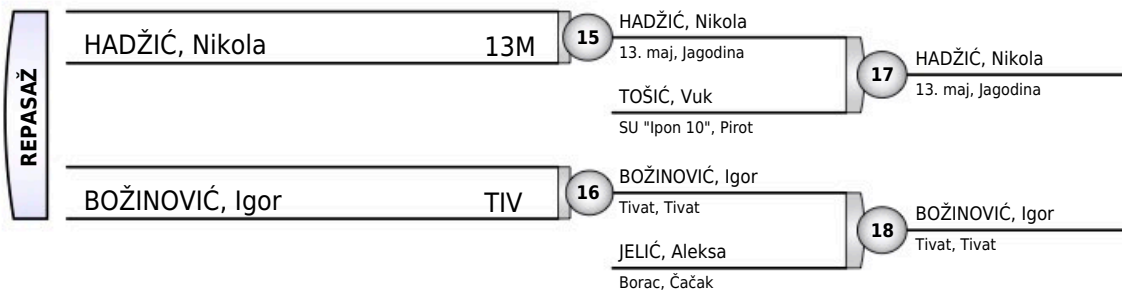 REPASAŽ
HADŽIĆ, Nikola 13M
15
HADŽIĆ, Nikola
13. maj, Jagodina
TOŠIĆ, Vuk
SU "Ipon 10", Pirot
17
HADŽIĆ, Nikola
13. maj, Jagodina
BOŽINOVIĆ, Igor TIV
16
BOŽINOVIĆ, Igor
Tivat, Tivat
JELIĆ, Aleksa
Borac, Čačak
18
BOŽINOVIĆ, Igor
Tivat, Tivat